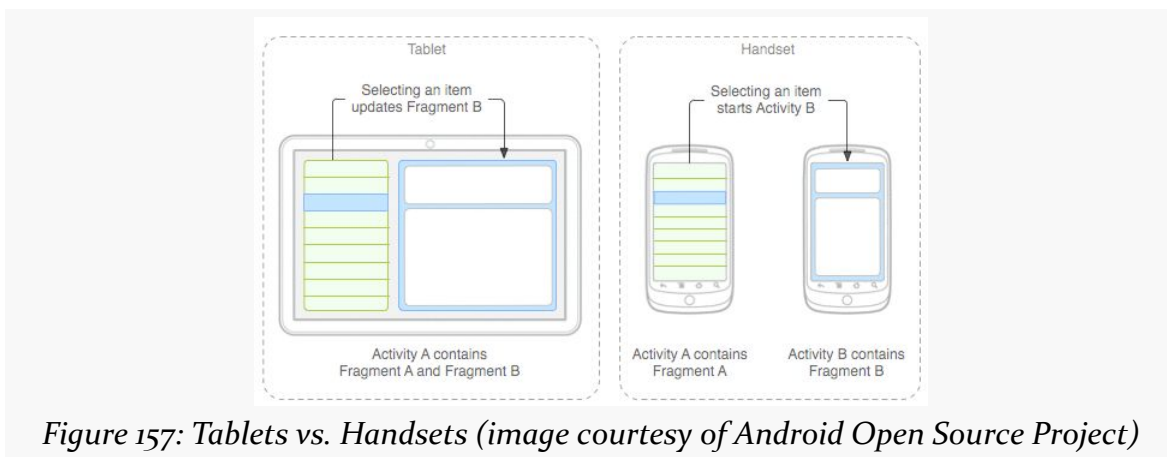 Tablet
Selecting an item
updates Fragment B
Activity A contains
Fragment A and Fragment B
Handset
Selecting an item
starts Activity B
Activity A contains
Fragment A
Activity B contains
Fragment B
Figure 157: Tablets vs. Handsets (image courtesy of Android Open Source Project)